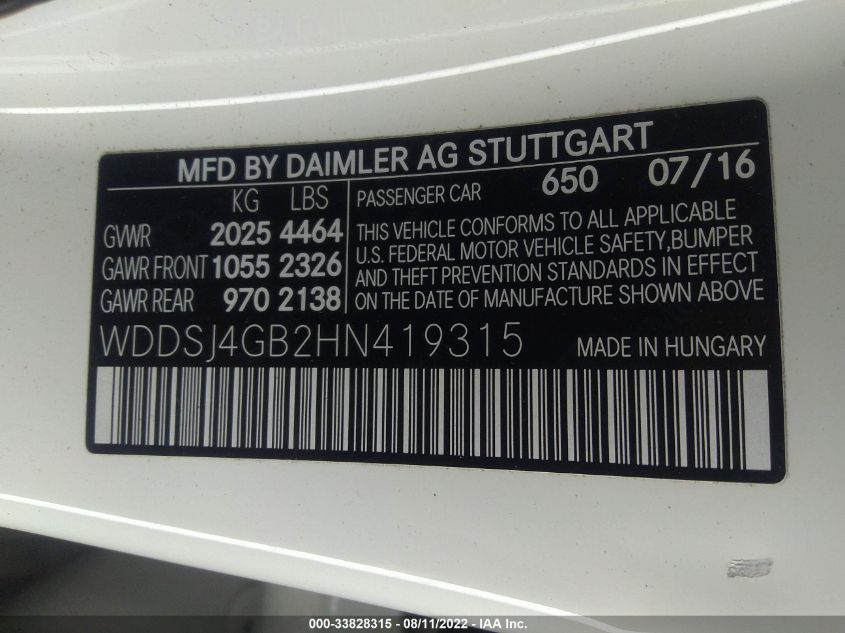 MFD BY DAIMLER AG STUTTGART
KG LBS
GVWR 2025 4464
GAWR FRONT 1055 2326
GAWR REAR 970 2138
PASSENGER CAR 650 07/16
THIS VEHICLE CONFORMS TO ALL APPLICABLE
U.S. FEDERAL MOTOR VEHICLE SAFETY,BUMPER
AND THEFT PREVENTION STANDARDS IN EFFECT
ON THE DATE OF MANUFACTURE SHOWN ABOVE
WDDSJ4GB2HN419315 MADE IN HUNGARY
000-33828315 - 08/11/2022 - IAA Inc.